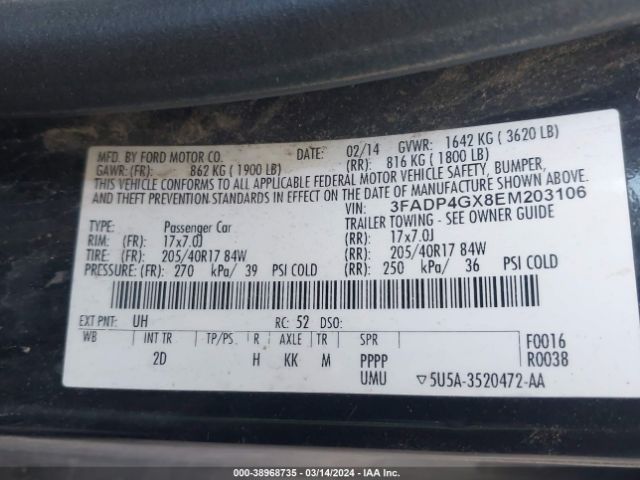 MFD. BY FORD MOTOR CO. DATE: 02/14 GVWR: 1642 KG ( 3620 LB)
GAWR: (FR): 862 KG ( 1900 LB) (RR): 816 KG ( 1800 LB)
THIS VEHICLE CONFORMS TO ALL APPLICABLE FEDERAL MOTOR VEHICLE SAFETY, BUMPER,
AND THEFT PREVENTION STANDARDS IN EFFECT ON THE DATE OF MANUFACTURE SHOWN ABOVE.
VIN: 3FADP4GX8EM203106
TYPE: Passenger Car TRAILER TOWING - SEE OWNER GUIDE
RIM: (FR): 17x7.0J (RR): 17x7.0J
TIRE: (FR): 205/40R17 84W (RR): 205/40R17 84W
PRESSURE: (FR): 270 kPa/ 39 PSI COLD (RR): 250 kPa/ 36 PSI COLD
EXT PNT: UH RC: 52 DSO: F0016
WB INT TR TP/PS R AXLE TR SPR R0038
2D H KK M PPPP
UMU ▽5U5A-3520472-AA
000-38968735 - 03/14/2024 - IAAI.COM